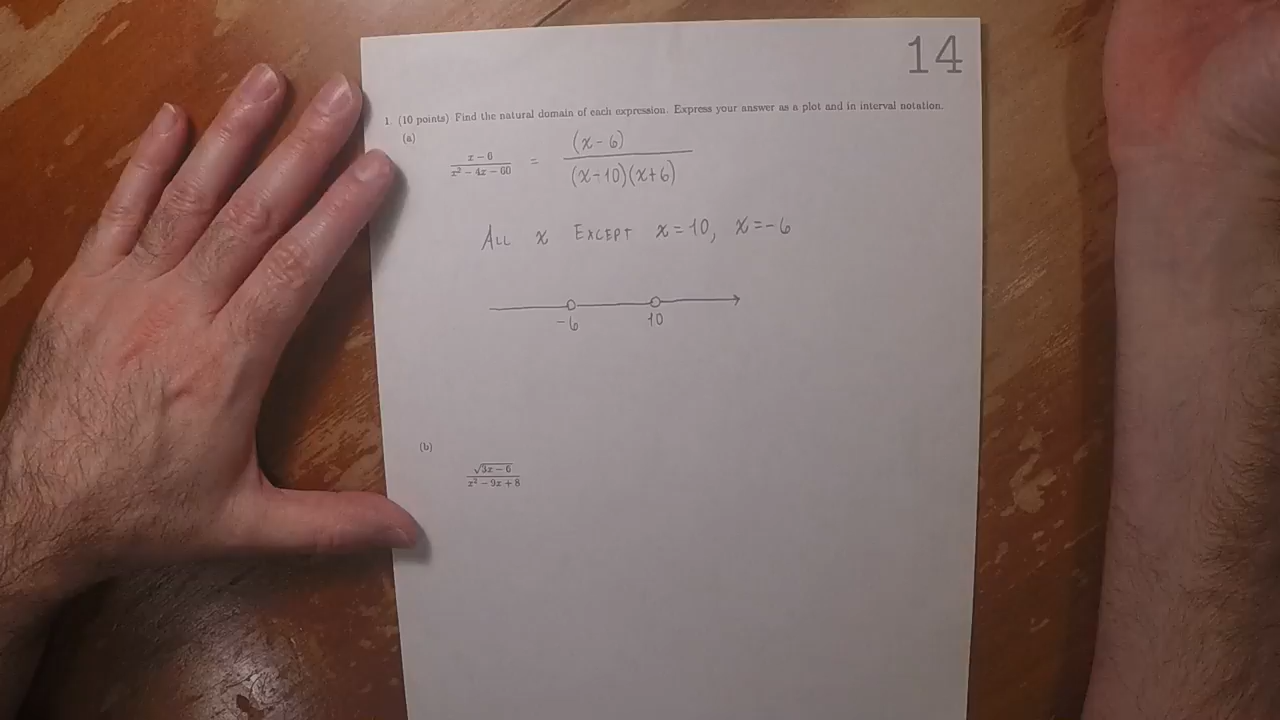 14
1. (10 points) Find the natural domain of each expression. Express your answer as a plot and in interval notation.
(a)
x − 6 / x² − 4x − 60 = (x − 6) / (x − 10)(x + 6)
ALL x EXCEPT x = 10, x = −6
−6 10
(b)
√3x − 6 / x² − 9x + 8